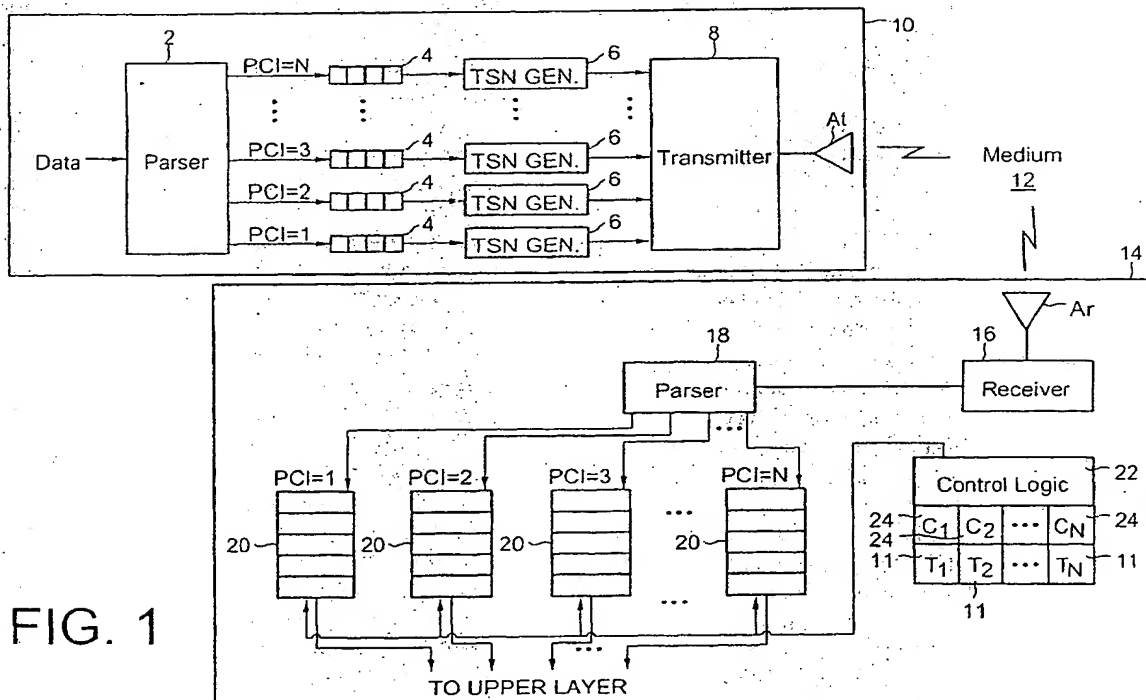 10
2
8
PCI=N
4
6
TSN GEN.
At
Data
Parser
PCI=3
4
6
TSN GEN.
Transmitter
Medium
12
PCI=2
4
6
TSN GEN.
PCI=1
4
6
TSN GEN.
14
Ar
18
16
Parser
Receiver
PCI=1
PCI=2
PCI=3
PCI=N
22
Control Logic
20
20
20
20
24
C1
C2
CN
24
24
11
T1
T2
TN
11
11
FIG. 1
TO UPPER LAYER